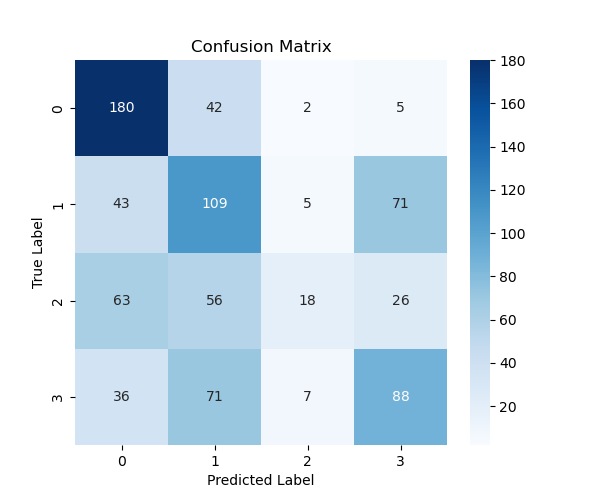 Confusion Matrix
True Label
0 180 42 2 5
1 43 109 5 71
2 63 56 18 26
3 36 71 7 88
0 1 2 3
Predicted Label
180
160
140
120
100
80
60
40
20